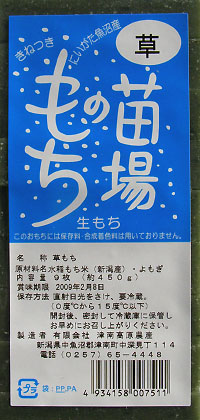 草
きねつき
にいがた魚沼産
苗場の
もち
生もち
このおもちには保存料・合成着色料は用いておりません。
名　　称 草もち
原材料名 水稲もち米（新潟産）・よもぎ
内 容 量 9枚 （約４５０ｇ）
賞味期限 2009年2月8日
保存方法 直射日光をさけ、要冷蔵。
（０度℃から１５度℃以下）
開封後、密封して冷蔵庫に保管し
お早めにお召し上がりください。
製 造 者 有限会社 津南高原農産
新潟県中魚沼郡津南町中深見丁１１４
電話 （０２５７）６５−４４４８
プラ
袋：PP,PA
4 934158 007511